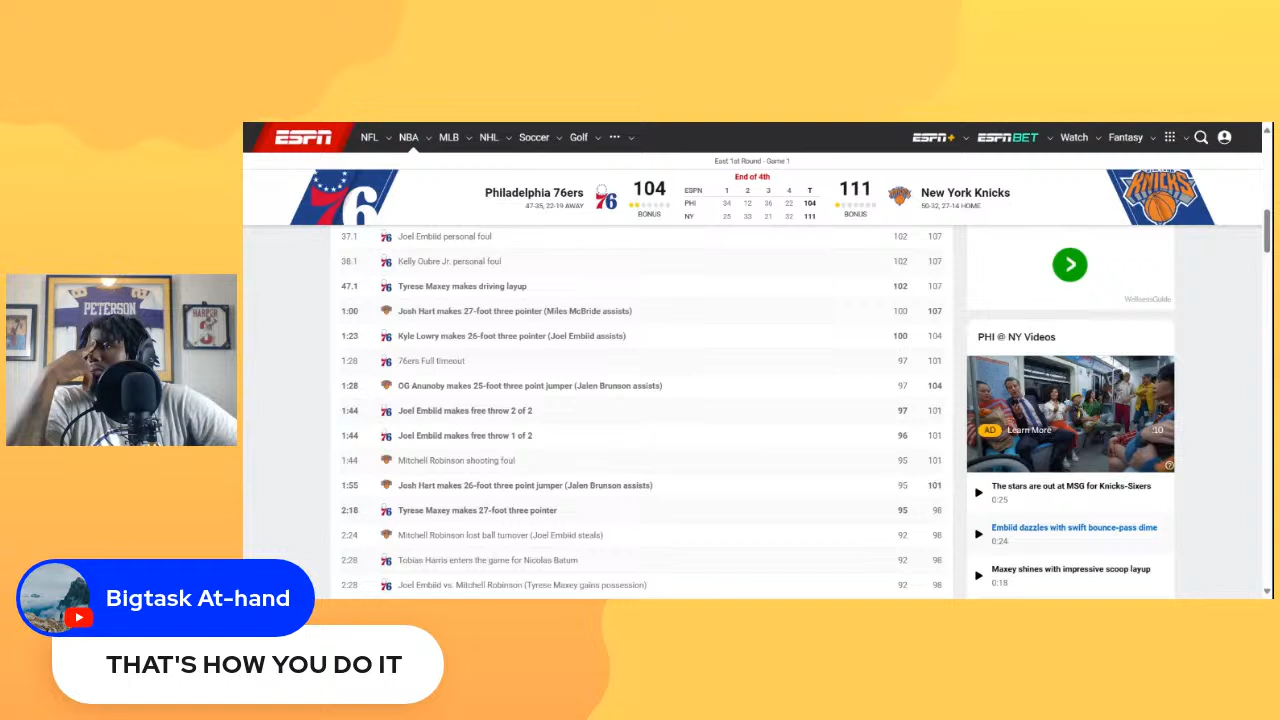 ESPN NFL NBA MLB NHL Soccer Golf ESPN+ ESPN BET Watch Fantasy
East 1st Round - Game 1
End of 4th
Philadelphia 76ers 104 111 New York Knicks
47-35, 22-19 AWAY 50-32, 27-14 HOME
BONUS BONUS
ESPN 1 2 3 4 T
PHI 34 12 36 22 104
NY 25 33 21 32 111
37.1 Joel Embiid personal foul 102 107
38.1 Kelly Oubre Jr. personal foul 102 107
47.1 Tyrese Maxey makes driving layup 102 107
1:00 Josh Hart makes 27-foot three pointer (Miles McBride assists) 100 107
1:23 Kyle Lowry makes 26-foot three pointer (Joel Embiid assists) 100 104
1:28 76ers Full timeout 97 101
1:28 OG Anunoby makes 25-foot three point jumper (Jalen Brunson assists) 97 104
1:44 Joel Embiid makes free throw 2 of 2 97 101
1:44 Joel Embiid makes free throw 1 of 2 96 101
1:44 Mitchell Robinson shooting foul 95 101
1:55 Josh Hart makes 26-foot three point jumper (Jalen Brunson assists) 95 101
2:18 Tyrese Maxey makes 27-foot three pointer 95 98
2:24 Mitchell Robinson lost ball turnover (Joel Embiid steals) 92 98
2:28 Tobias Harris enters the game for Nicolas Batum 92 98
2:28 Joel Embiid vs. Mitchell Robinson (Tyrese Maxey gains possession) 92 98
WellnessGuide
PHI @ NY Videos
AD Learn More :10
The stars are out at MSG for Knicks-Sixers
0:25
Embiid dazzles with swift bounce-pass dime
0:24
Maxey shines with impressive scoop layup
0:18
PETERSON
HARPER
3
Bigtask At-hand
THAT'S HOW YOU DO IT